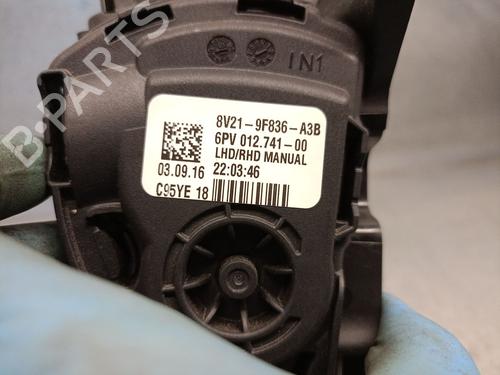 IN1
8V21-9F836-A3B
6PV 012.741-00
LHD/RHD MANUAL
03.09.16 22:03:46
C95YE 18
B-PARTS